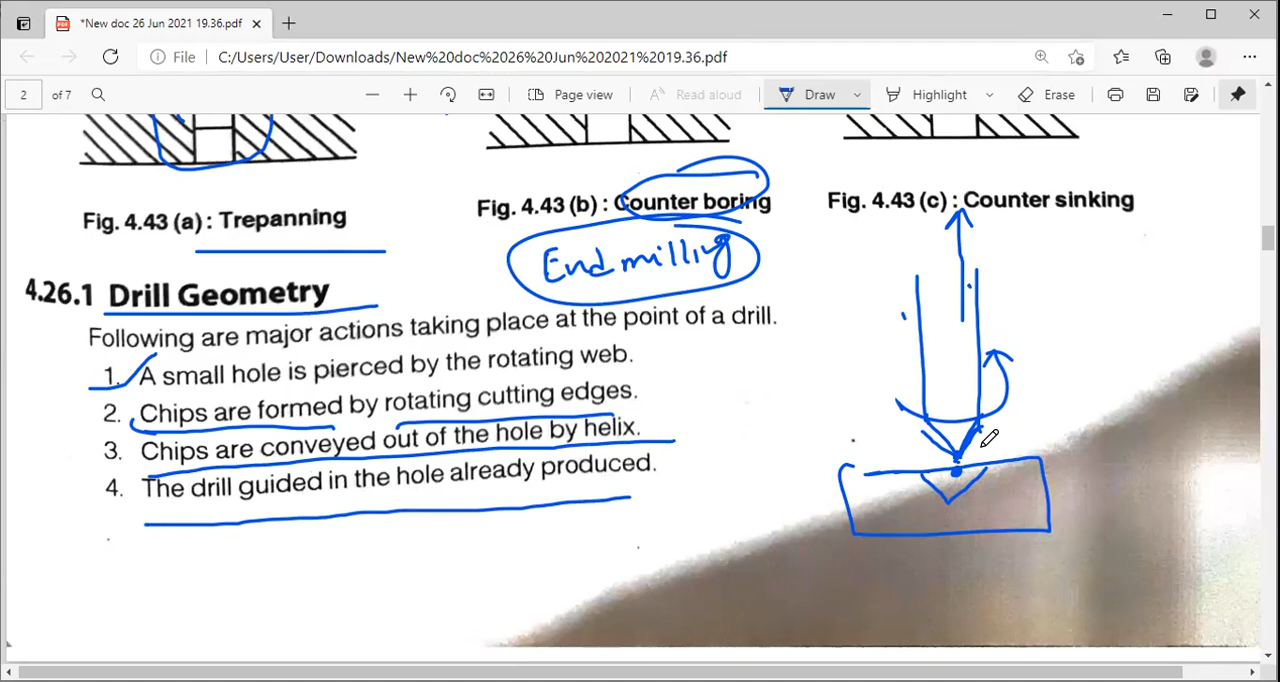 *New doc 26 Jun 2021 19.36.pdf
File C:/Users/User/Downloads/New%20doc%2026%20Jun%202021%2019.36.pdf
2 of 7 Page view Read aloud Draw Highlight Erase
Fig. 4.43 (a) : Trepanning
Fig. 4.43 (b) : Counter boring
Fig. 4.43 (c) : Counter sinking
End milling
4.26.1 Drill Geometry
Following are major actions taking place at the point of a drill.
1. A small hole is pierced by the rotating web.
2. Chips are formed by rotating cutting edges.
3. Chips are conveyed out of the hole by helix.
4. The drill guided in the hole already produced.